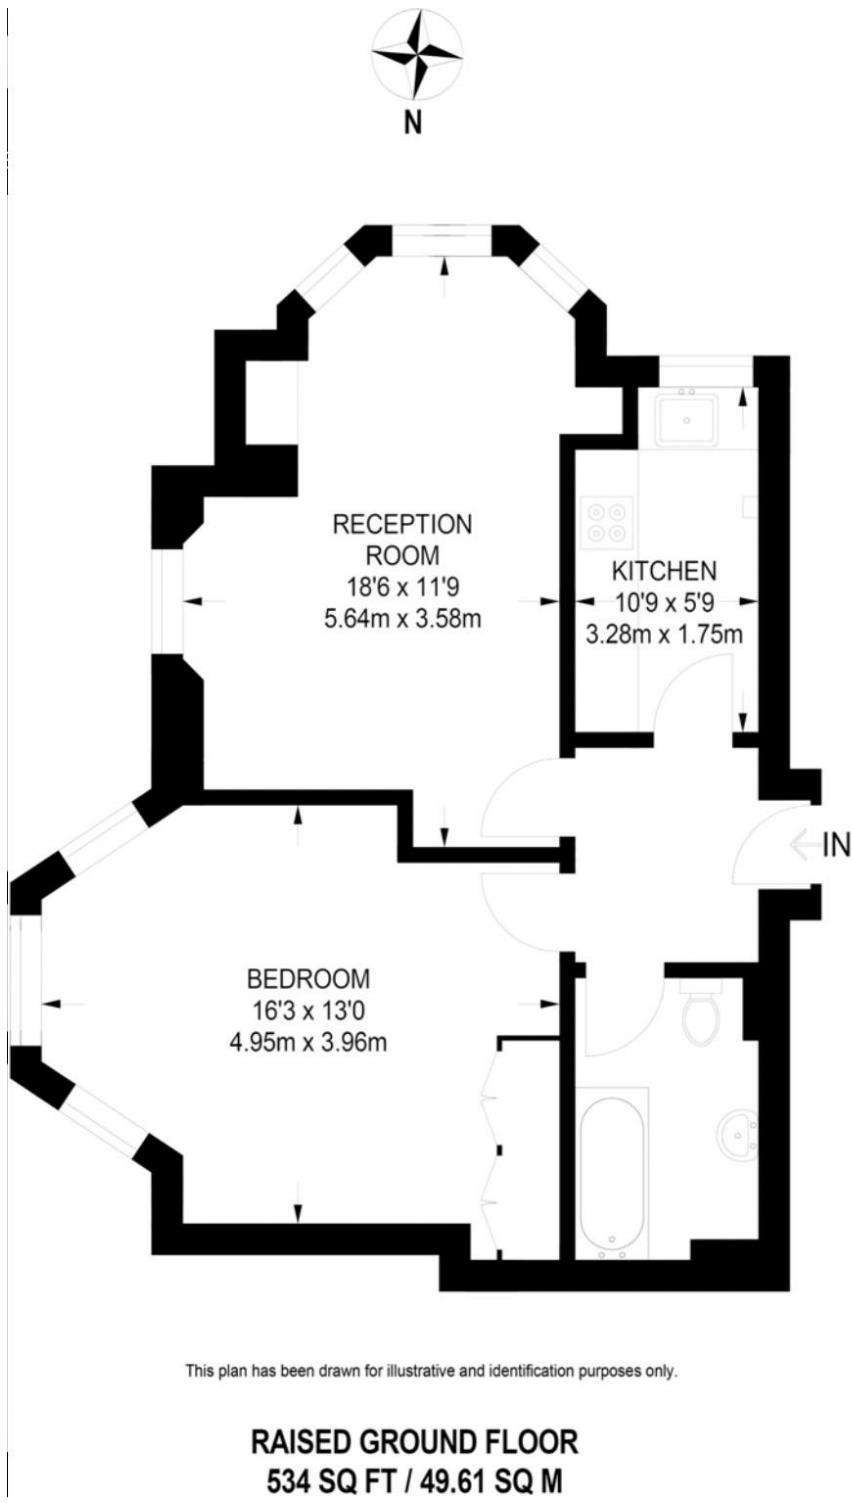 N
RECEPTION
ROOM
18'6 x 11'9
5.64m x 3.58m
KITCHEN
10'9 x 5'9
3.28m x 1.75m
IN
BEDROOM
16'3 x 13'0
4.95m x 3.96m
This plan has been drawn for illustrative and identification purposes only.
RAISED GROUND FLOOR
534 SQ FT / 49.61 SQ M